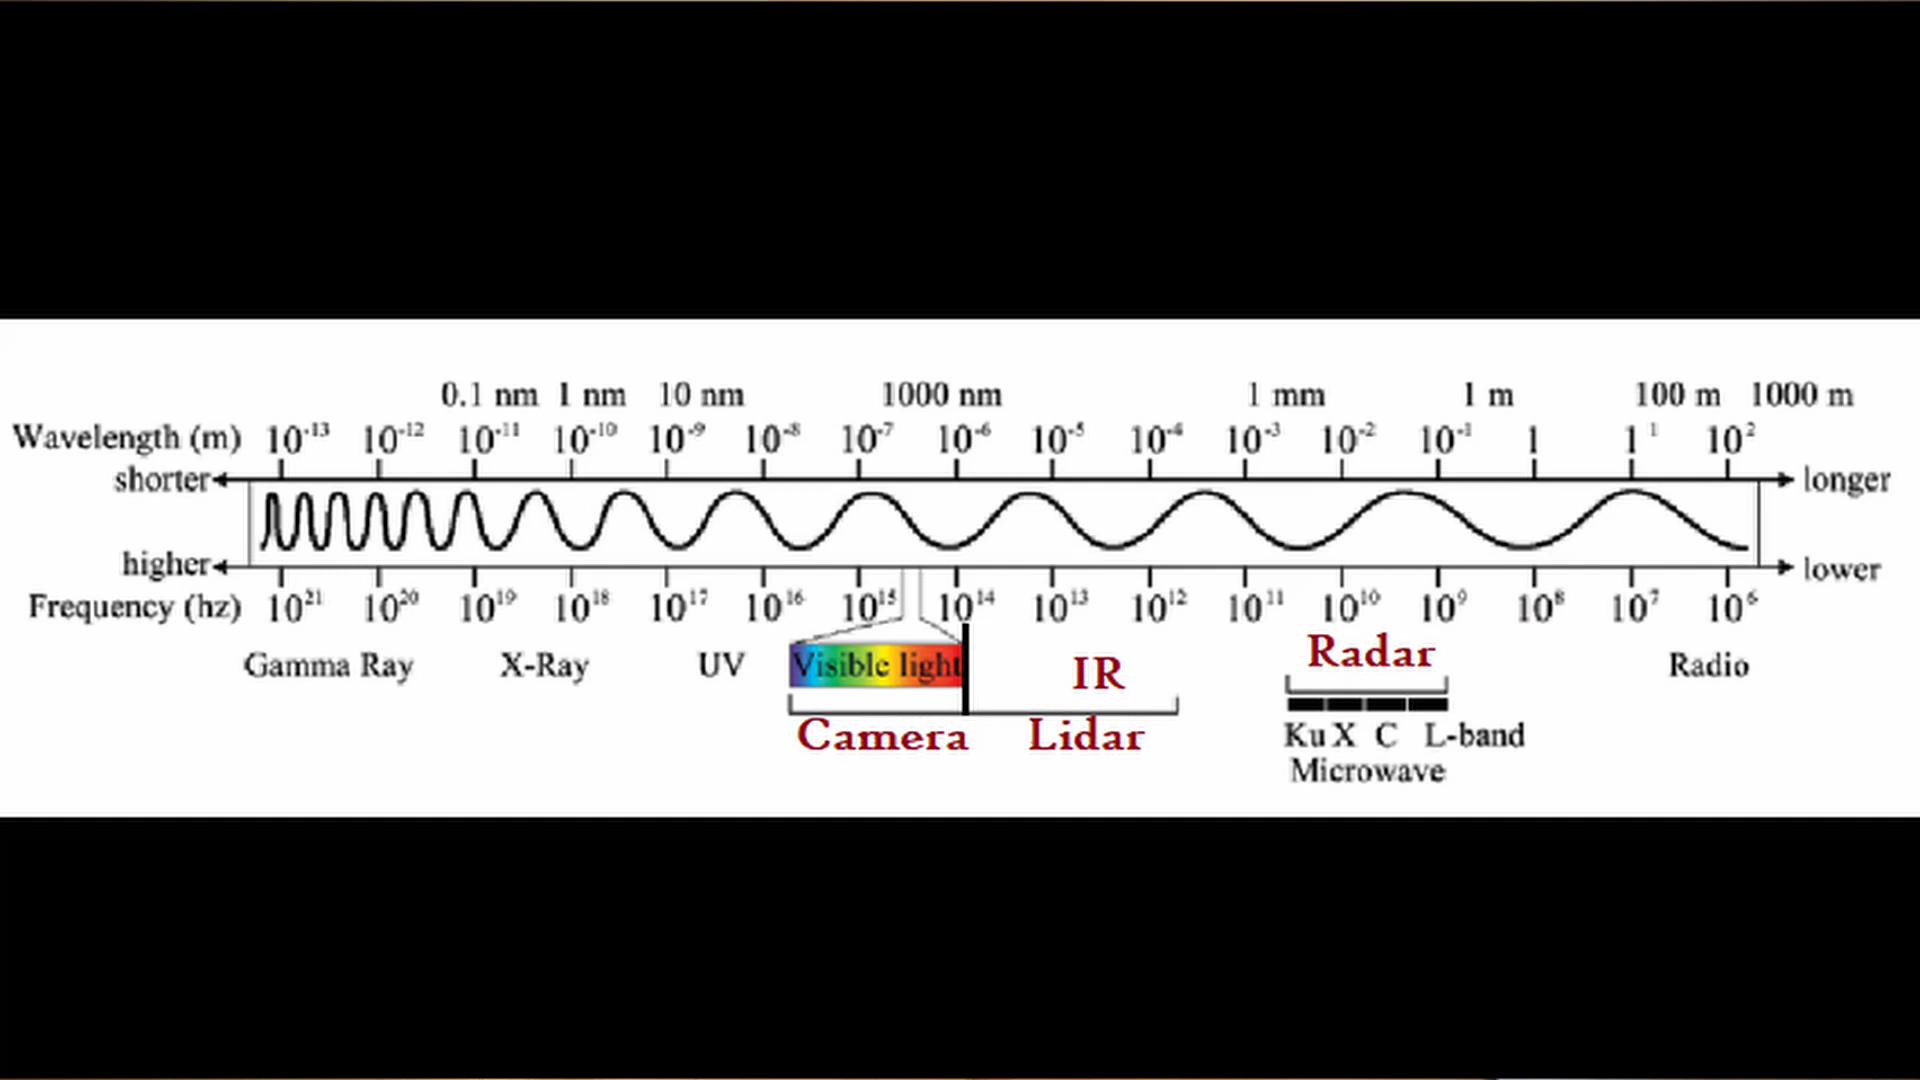 0.1 nm 1 nm 10 nm 1000 nm 1 mm 1 m 100 m 1000 m
Wavelength (m) 10⁻¹³ 10⁻¹² 10⁻¹¹ 10⁻¹⁰ 10⁻⁹ 10⁻⁸ 10⁻⁷ 10⁻⁶ 10⁻⁵ 10⁻⁴ 10⁻³ 10⁻² 10⁻¹ 1 1¹ 10²
shorter longer
higher lower
Frequency (hz) 10²¹ 10²⁰ 10¹⁹ 10¹⁸ 10¹⁷ 10¹⁶ 10¹⁵ 10¹⁴ 10¹³ 10¹² 10¹¹ 10¹⁰ 10⁹ 10⁸ 10⁷ 10⁶
Gamma Ray X-Ray UV Visible light IR Radar Radio
Camera Lidar Ku X C L-band
Microwave